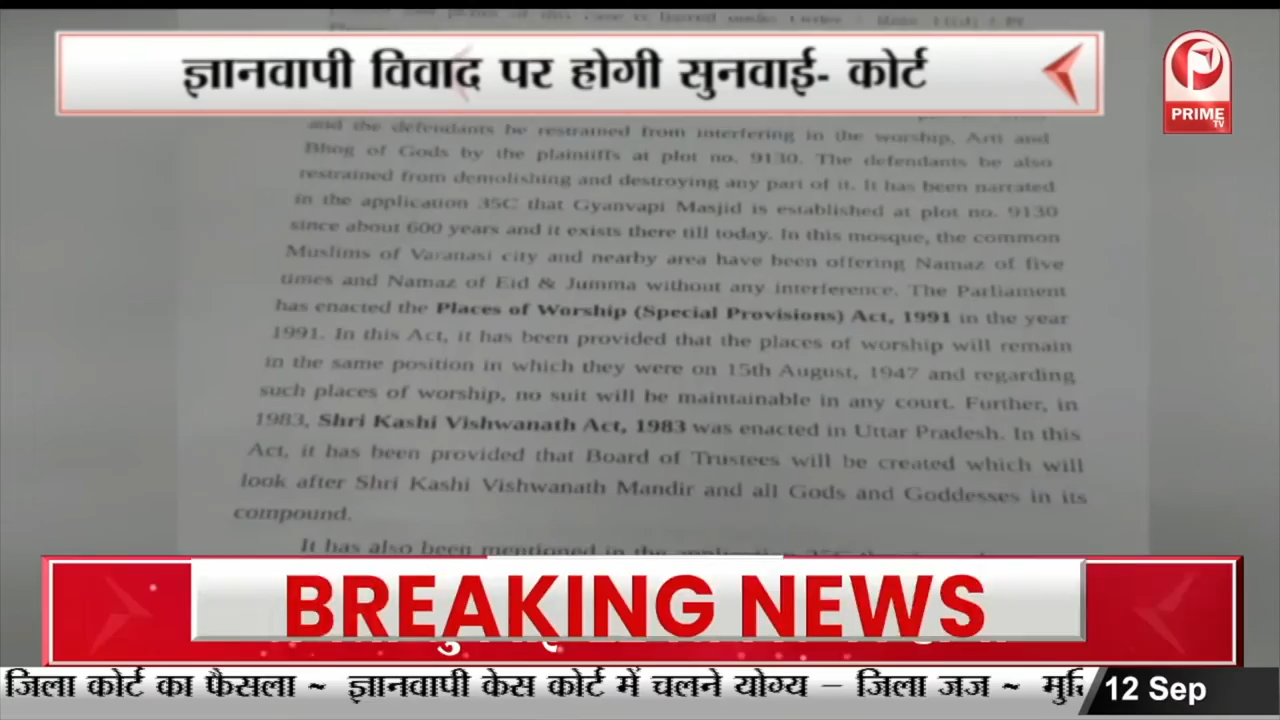 ज्ञानवापी विवाद पर होगी सुनवाई- कोर्ट
PRIME
TV
and the defendants be restrained from interfering in the worship, Arti and
Bhog of Gods by the plaintiffs at plot no. 9130. The defendants be also
restrained from demolishing and destroying any part of it. It has been narrated
in the application 35C that Gyanvapi Masjid is established at plot no. 9130
since about 600 years and it exists there till today. In this mosque, the common
Muslims of Varanasi city and nearby area have been offering Namaz of five
times and Namaz of Eid & Jumma without any interference. The Parliament
has enacted the Places of Worship (Special Provisions) Act, 1991 in the year
1991. In this Act, it has been provided that the places of worship will remain
in the same position in which they were on 15th August, 1947 and regarding
such places of worship, no suit will be maintainable in any court. Further, in
1983, Shri Kashi Vishwanath Act, 1983 was enacted in Uttar Pradesh. In this
Act, it has been provided that Board of Trustees will be created which will
look after Shri Kashi Vishwanath Mandir and all Gods and Goddesses in its
compound.
It has also been mentioned in the application 35C
BREAKING NEWS
जिला कोर्ट का फैसला ~ ज्ञानवापी केस कोर्ट में चलने योग्य – जिला जज ~
12 Sep